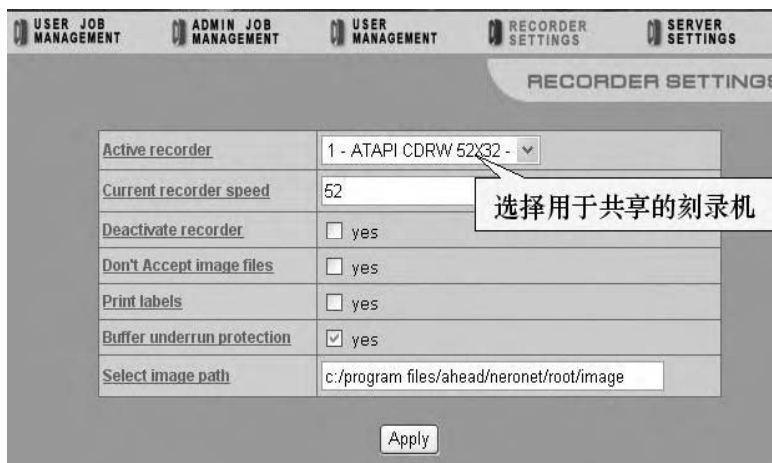 USER JOB MANAGEMENT
ADMIN JOB MANAGEMENT
USER MANAGEMENT
RECORDER SETTINGS
SERVER SETTINGS
RECORDER SETTINGS
Active recorder
1 - ATAPI CDRW 52X32 -
选择用于共享的刻录机
Current recorder speed
52
Deactivate recorder
yes
Don't Accept image files
yes
Print labels
yes
Buffer underrun protection
yes
Select image path
c:/program files/ahead/neronet/root/image
Apply